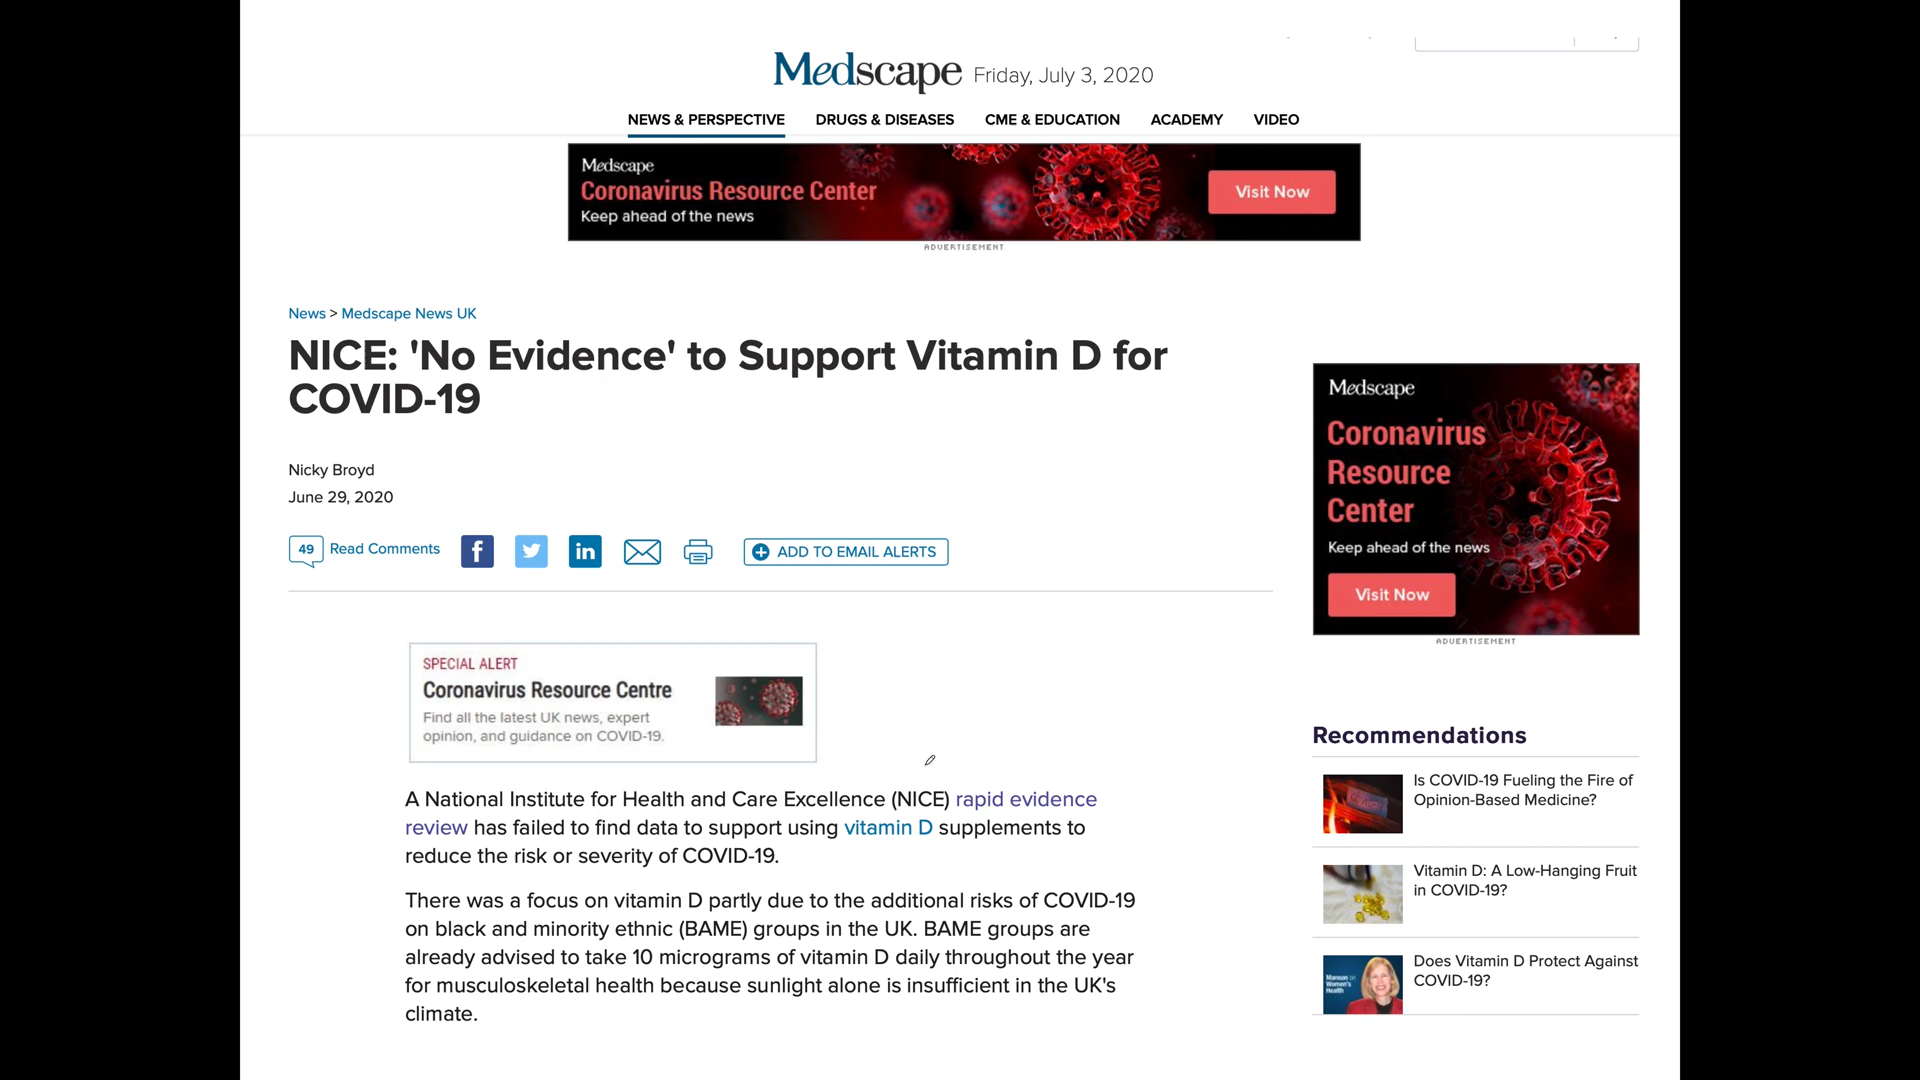 Medscape Friday, July 3, 2020
NEWS & PERSPECTIVE DRUGS & DISEASES CME & EDUCATION ACADEMY VIDEO
Medscape
Coronavirus Resource Center
Keep ahead of the news
Visit Now
ADVERTISEMENT
News > Medscape News UK
NICE: 'No Evidence' to Support Vitamin D for
COVID-19
Nicky Broyd
June 29, 2020
49 Read Comments f in ADD TO EMAIL ALERTS
SPECIAL ALERT
Coronavirus Resource Centre
Find all the latest UK news, expert
opinion, and guidance on COVID-19.
A National Institute for Health and Care Excellence (NICE) rapid evidence
review has failed to find data to support using vitamin D supplements to
reduce the risk or severity of COVID-19.
There was a focus on vitamin D partly due to the additional risks of COVID-19
on black and minority ethnic (BAME) groups in the UK. BAME groups are
already advised to take 10 micrograms of vitamin D daily throughout the year
for musculoskeletal health because sunlight alone is insufficient in the UK's
climate.
Medscape
Coronavirus
Resource
Center
Keep ahead of the news
Visit Now
ADVERTISEMENT
Recommendations
Is COVID-19 Fueling the Fire of
Opinion-Based Medicine?
Vitamin D: A Low-Hanging Fruit
in COVID-19?
Manson on
Women's
Health
Does Vitamin D Protect Against
COVID-19?